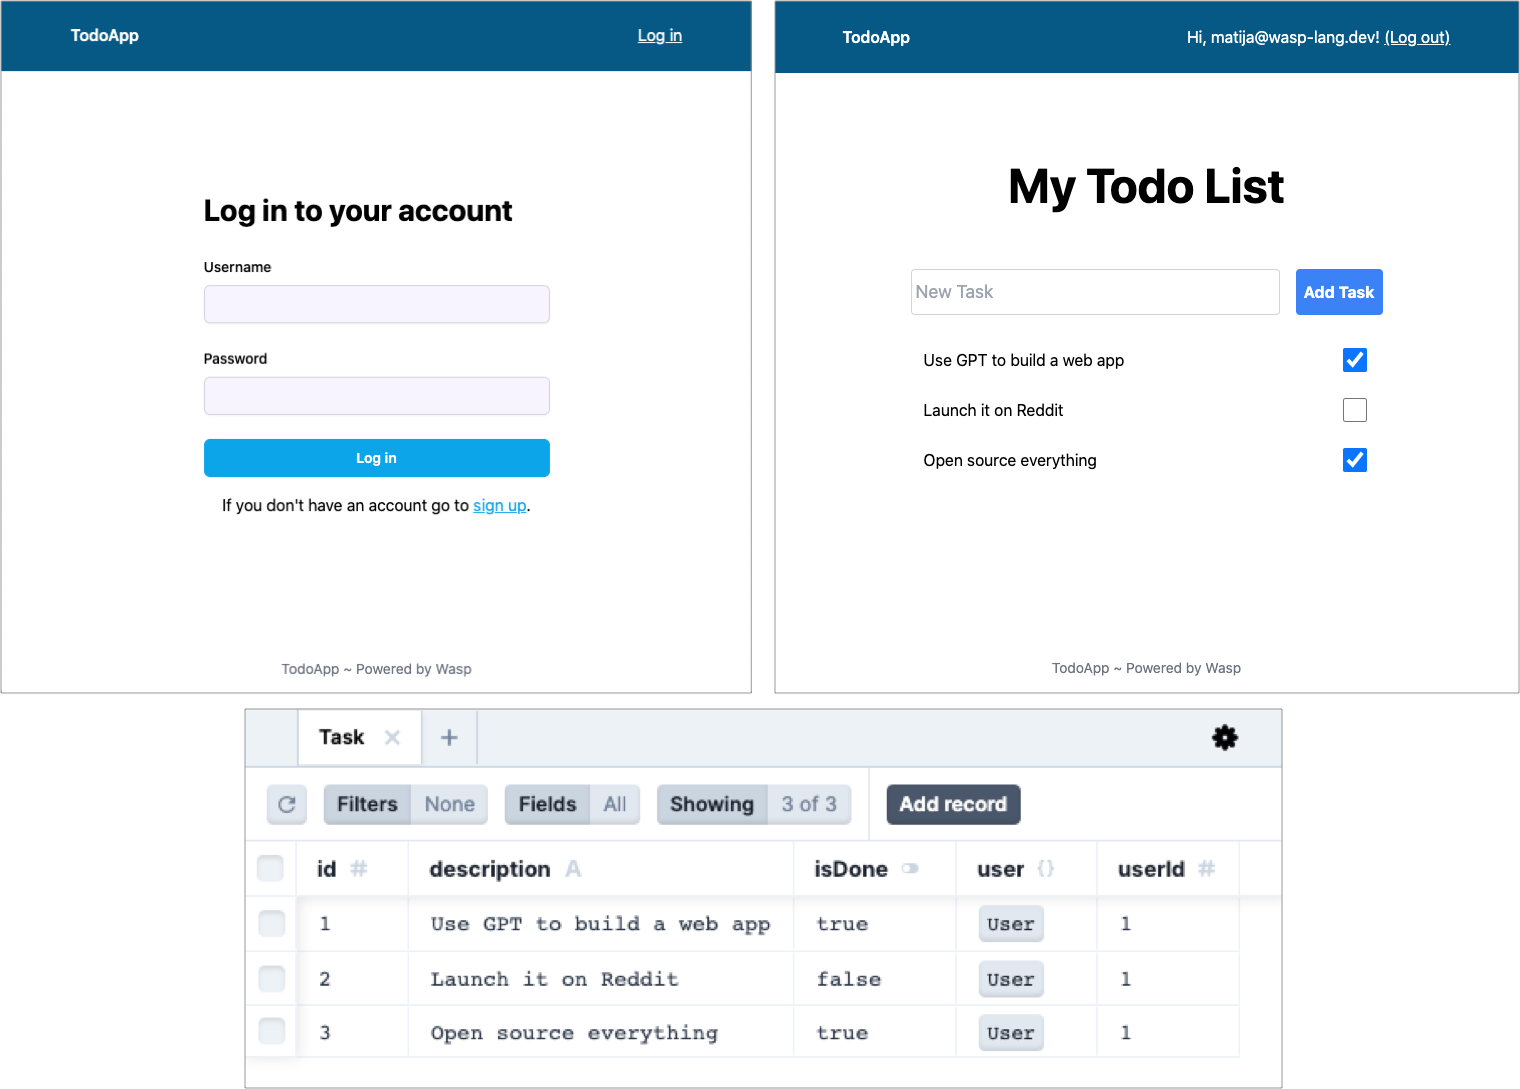 TodoApp
Log in
Log in to your account
Username
Password
Log in
If you don't have an account go to sign up.
TodoApp ~ Powered by Wasp
TodoApp
Hi, matija@wasp-lang.dev! (Log out)
My Todo List
New Task
Add Task
Use GPT to build a web app
Launch it on Reddit
Open source everything
TodoApp ~ Powered by Wasp
Task
Filters None Fields All Showing 3 of 3 Add record
id # description A isDone user {} userId #
1 Use GPT to build a web app true User 1
2 Launch it on Reddit false User 1
3 Open source everything true User 1